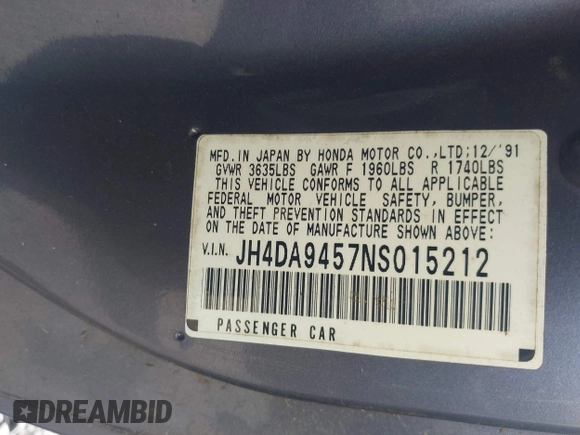 MFD. IN JAPAN BY HONDA MOTOR CO.,LTD;12/'91
GVWR 3635LBS GAWR F 1960LBS R 1740LBS
THIS VEHICLE CONFORMS TO ALL APPLICABLE
FEDERAL MOTOR VEHICLE SAFETY, BUMPER,
AND THEFT PREVENTION STANDARDS IN EFFECT
ON THE DATE OF MANUFACTURE SHOWN ABOVE:
V.I.N. JH4DA9457NS015212
PASSENGER CAR
DREAMBID